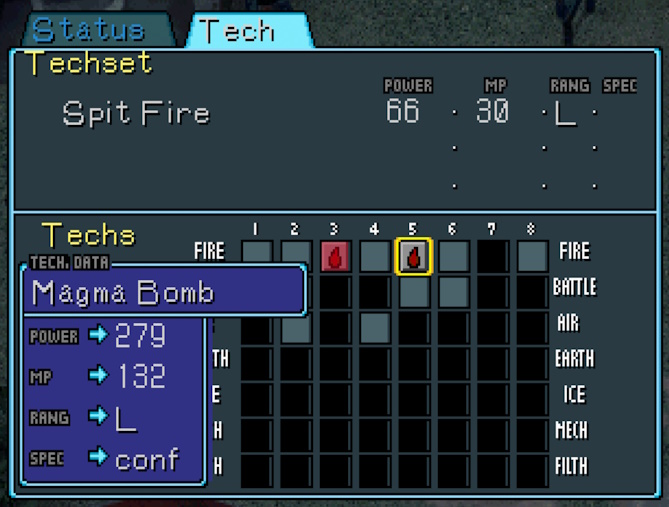 Status Tech
Techset
POWER MP RANG SPEC
Spit Fire 66 30 L
Techs 1 2 3 4 5 6 7 8
FIRE FIRE
TECH. DATA
Magma Bomb BATTLE
POWER 279 AIR
TH EARTH
MP 132
E ICE
RANG L H MECH
SPEC conf H FILTH